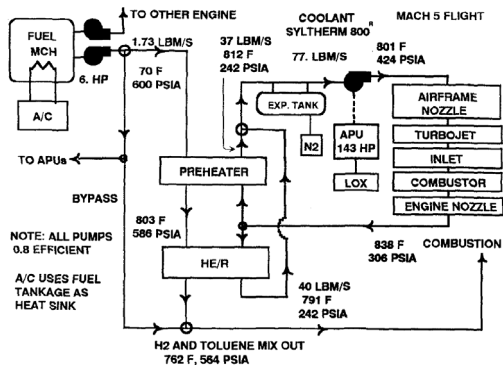 TO OTHER ENGINE
FUEL
MCH
6. HP
A/C
1.73 LBM/S
70 F
600 PSIA
37 LBM/S
812 F
242 PSIA
COOLANT
SYLTHERM 800R
77. LBM/S
MACH 5 FLIGHT
801 F
424 PSIA
EXP. TANK
N2
APU
143 HP
LOX
AIRFRAME
NOZZLE
TURBOJET
INLET
COMBUSTOR
ENGINE NOZZLE
TO APUs
BYPASS
PREHEATER
803 F
586 PSIA
HE/R
838 F
306 PSIA
COMBUSTION
NOTE: ALL PUMPS
0.8 EFFICIENT
A/C USES FUEL
TANKAGE AS
HEAT SINK
40 LBM/S
791 F
242 PSIA
H2 AND TOLUENE MIX OUT
762 F, 564 PSIA